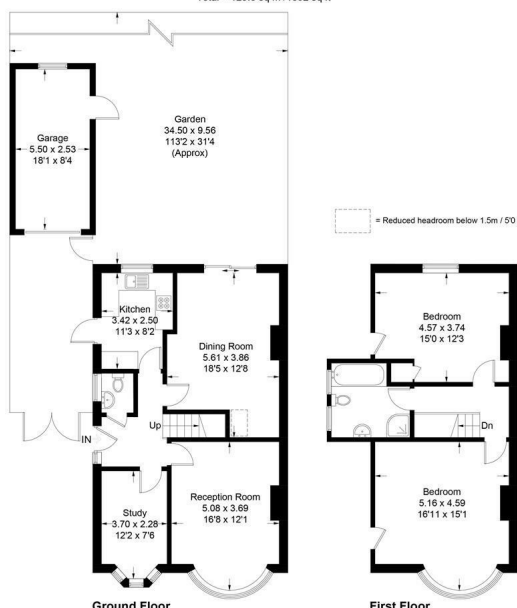 Garage
5.50 x 2.53
18'1 x 8'4
Garden
34.50 x 9.56
113'2 x 31'4
(Approx)
= Reduced headroom below 1.5m / 5'0
Kitchen
3.42 x 2.50
11'3 x 8'2
Dining Room
5.61 x 3.86
18'5 x 12'8
Bedroom
4.57 x 3.74
15'0 x 12'3
IN
Up
Dn
Study
3.70 x 2.28
12'2 x 7'6
Reception Room
5.08 x 3.69
16'8 x 12'1
Bedroom
5.16 x 4.59
16'11 x 15'1
Ground Floor
First Floor